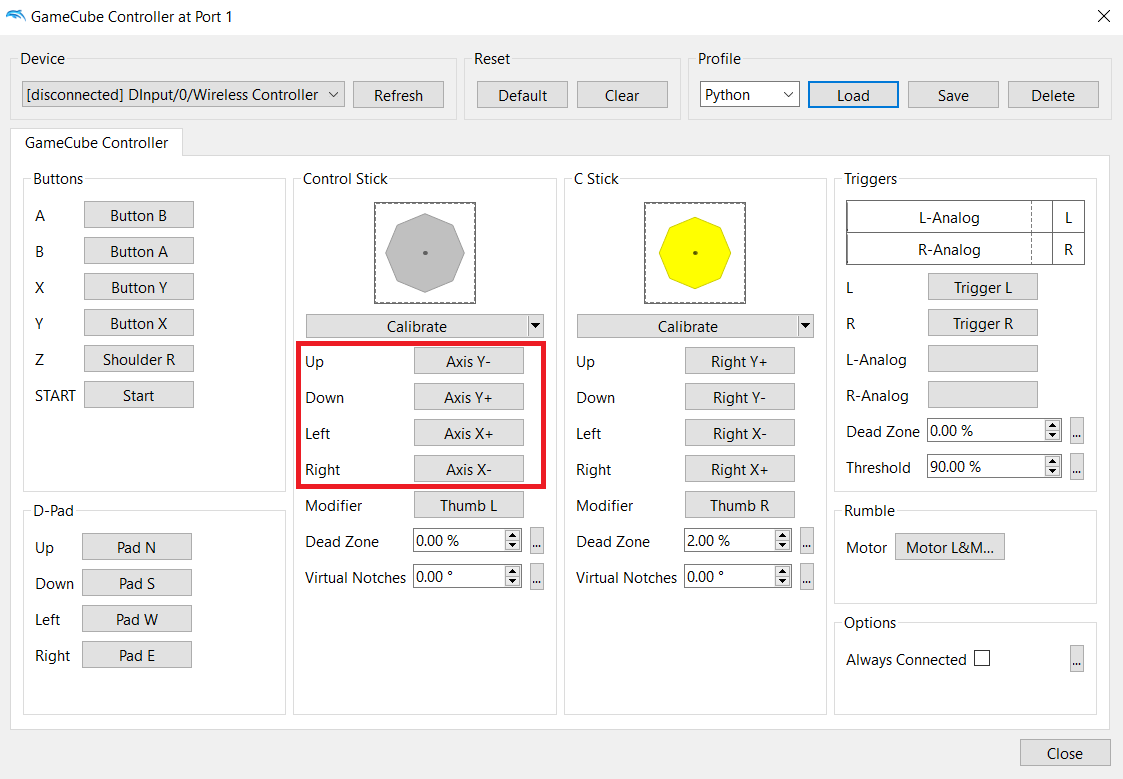 GameCube Controller at Port 1
Device
[disconnected] DInput/0/Wireless Controller
Refresh
Reset
Default
Clear
Profile
Python
Load
Save
Delete
GameCube Controller
Buttons
A Button B
B Button A
X Button Y
Y Button X
Z Shoulder R
START Start
D-Pad
Up Pad N
Down Pad S
Left Pad W
Right Pad E
Control Stick
Calibrate
Up Axis Y-
Down Axis Y+
Left Axis X+
Right Axis X-
Modifier Thumb L
Dead Zone 0.00 % ...
Virtual Notches 0.00 ° ...
C Stick
Calibrate
Up Right Y+
Down Right Y-
Left Right X-
Right Right X+
Modifier Thumb R
Dead Zone 2.00 % ...
Virtual Notches 0.00 ° ...
Triggers
L-Analog L
R-Analog R
L Trigger L
R Trigger R
L-Analog
R-Analog
Dead Zone 0.00 % ...
Threshold 90.00 % ...
Rumble
Motor Motor L&M...
Options
Always Connected ...
Close